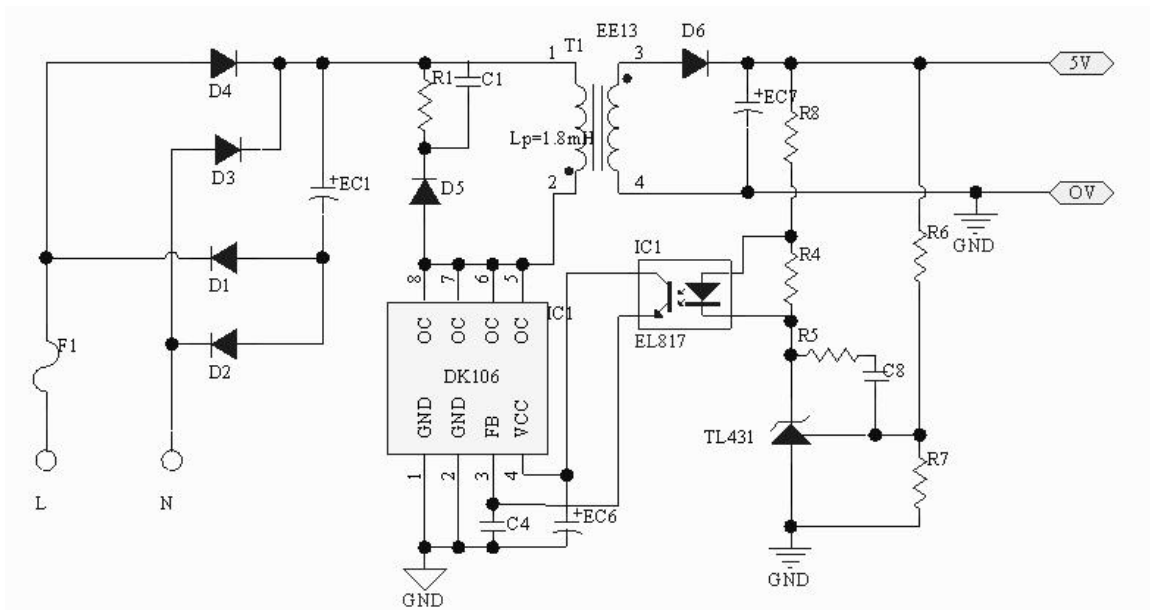 T1
EE13
D6
1
3
5V
D4
R1
C1
+EC7
R8
Lp=1.8mH
D3
+EC1
D5
2
4
OV
GND
R6
IC1
R4
D1
8
7
6
5
IC1
OC
OC
OC
OC
EL817
R5
F1
D2
DK106
C8
GND
GND
FB
VCC
TL431
R7
1
2
3
4
L
N
C4
+EC6
GND
GND